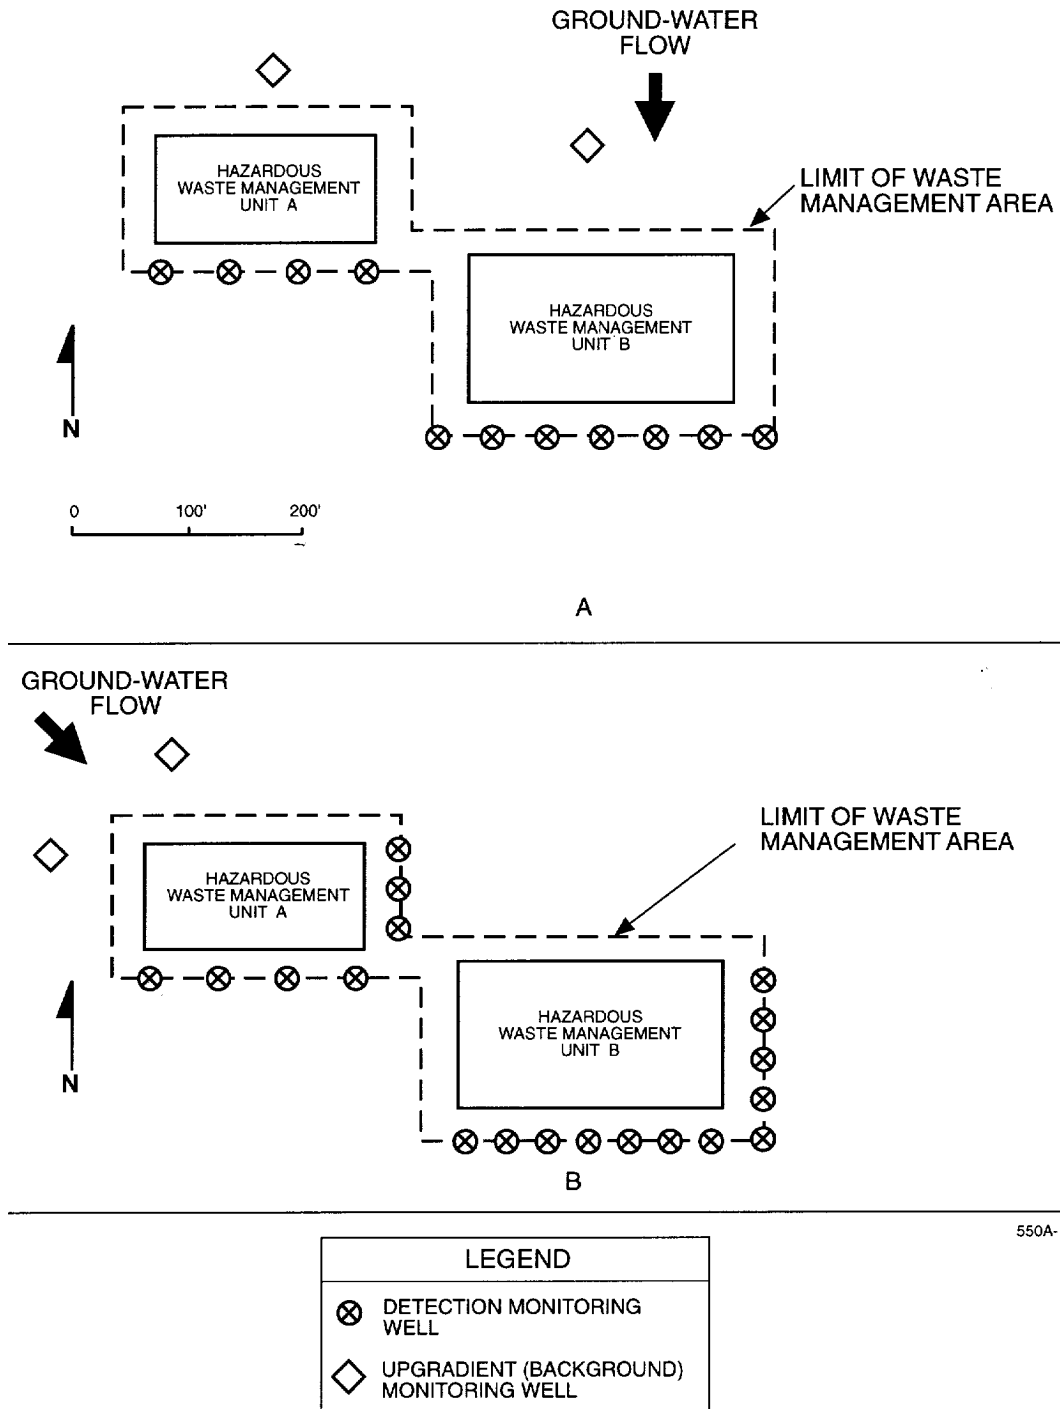 GROUND-WATER
FLOW
LIMIT OF WASTE
MANAGEMENT AREA
HAZARDOUS
WASTE MANAGEMENT
UNIT A
HAZARDOUS
WASTE MANAGEMENT
UNIT B
N
0 100' 200'
A
GROUND-WATER
FLOW
LIMIT OF WASTE
MANAGEMENT AREA
HAZARDOUS
WASTE MANAGEMENT
UNIT A
HAZARDOUS
WASTE MANAGEMENT
UNIT B
N
B
550A-
LEGEND
DETECTION MONITORING
WELL
UPGRADIENT (BACKGROUND)
MONITORING WELL